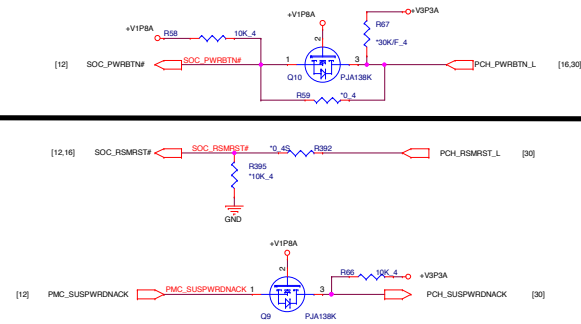 +V1P8A
+V1P8A
+V3P3A
R58
10K_4
R67
*30K/F_4
2
[12]
SOC_PWRBTN#
SOC_PWRBTN#
1
3
PCH_PWRBTN_L
[16,30]
Q10
PJA138K
R59
*0_4
[12,16]
SOC_RSMRST#
SOC_RSMRST#
*0_4S
R392
PCH_RSMRST_L
[30]
R395
*10K_4
GND
+V1P8A
2
R66
10K_4
+V3P3A
[12]
PMC_SUSPWRDNACK
PMC_SUSPWRDNACK
1
3
PCH_SUSPWRDNACK
[30]
Q9
PJA138K